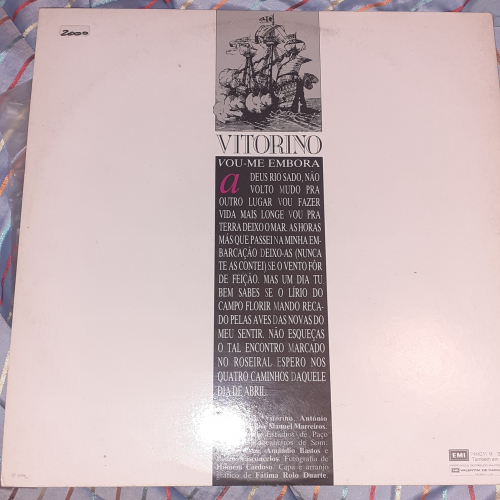 2000
VITORINO
VOU-ME EMBORA
a DEUS RIO SADO, NÃO
VOLTO MUDO PRA
OUTRO LUGAR VOU FAZER
VIDA MAIS LONGE VOU PRA
TERRA DEIXO O MAR. AS HORAS
MÁS QUE PASSEI NA MINHA EM-
BARCAÇÃO DEIXO-AS (NUNCA
TE AS CONTEI) SE O VENTO FÔR
DE FEIÇÃO. MAS UM DIA TU
BEM SABES SE O LÍRIO DO
CAMPO FLORIR MANDO RECA-
DO PELAS AVES DAS NOVAS DO
MEU SENTIR. NÃO ESQUEÇAS
O TAL ENCONTRO MARCADO
NO ROSEIRAL. ESPERO NOS
QUATRO CAMINHOS DAQUELE
DIA DE ABRIL.
Vitorino, António
Manuel Marreiros.
de Paço
de Som:
Amândio Bastos e
Vasconcelos. Fotografia de
Homem Cardoso. Capa e arranjo
gráfico de Fátima Rolo Duarte.
EMI